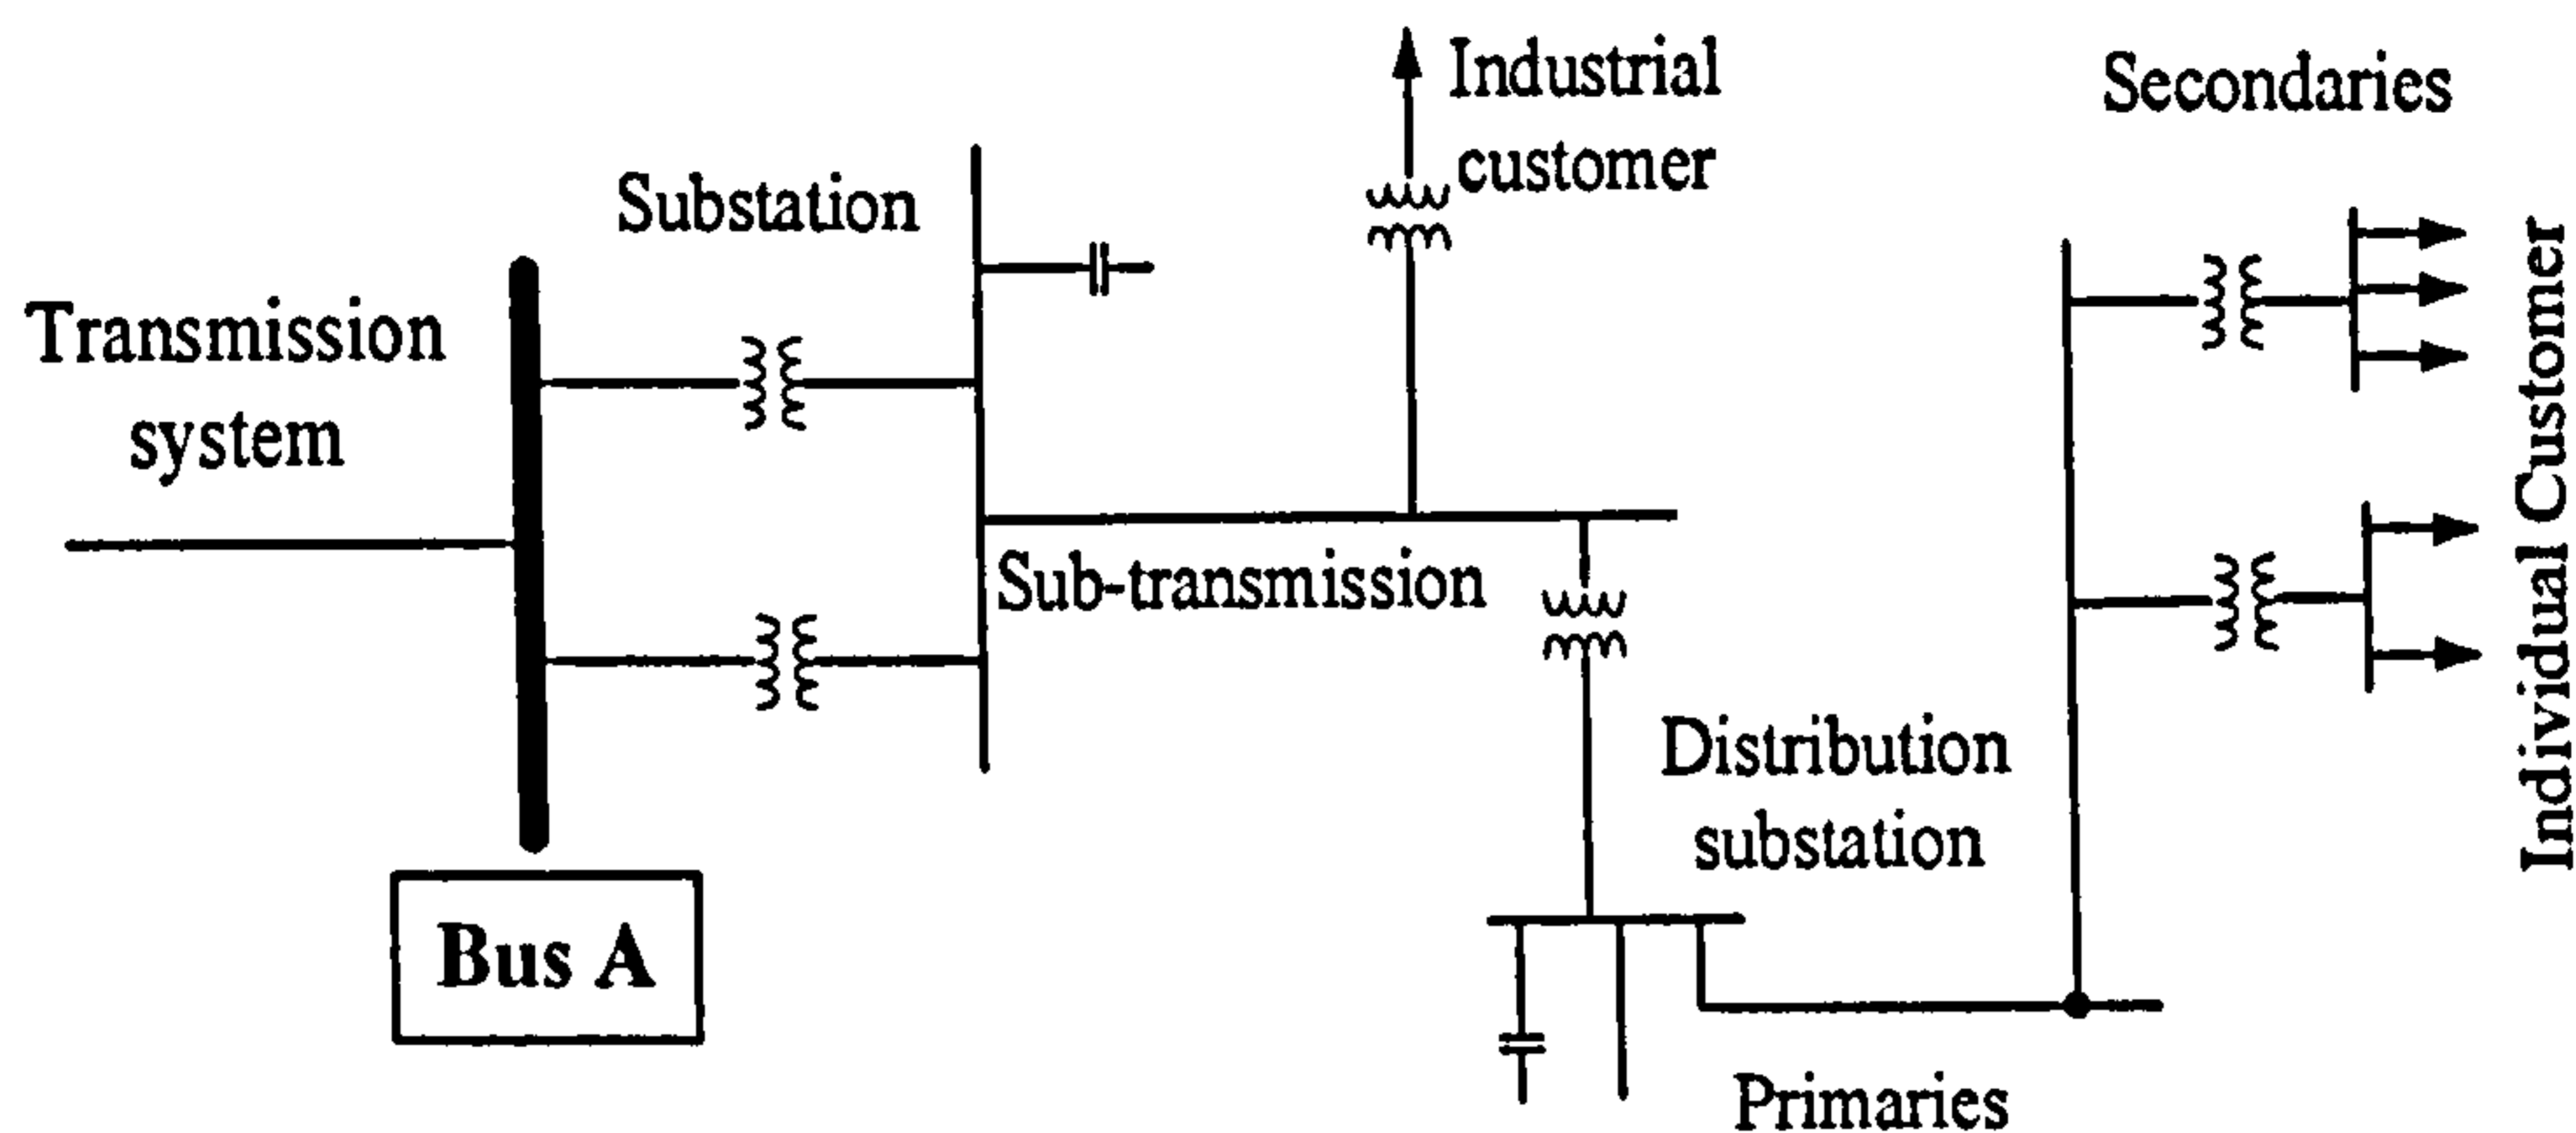 Transmission
system
Bus A
Substation
Sub-transmission
Industrial
customer
Distribution
substation
Primaries
Secondaries
Individual Customer